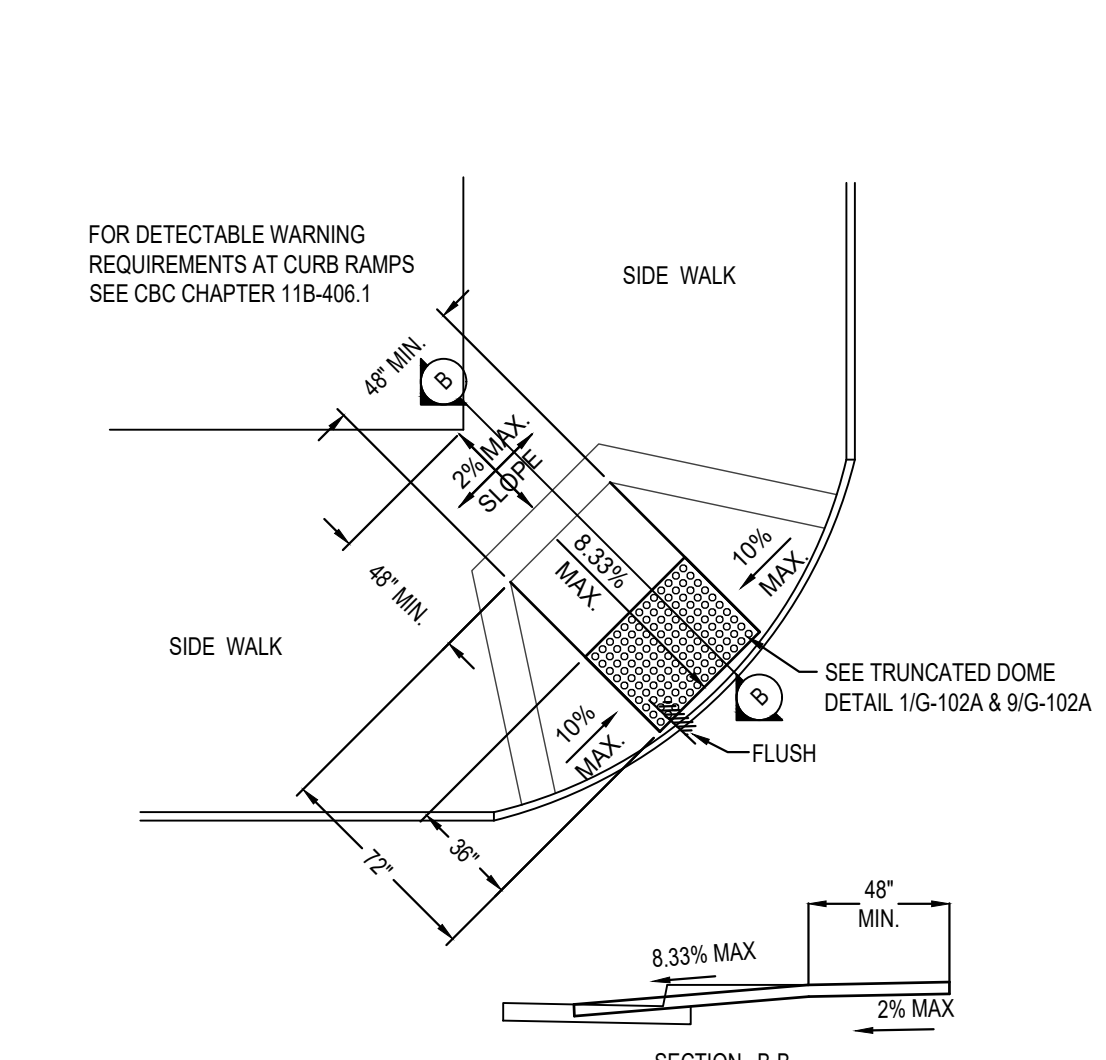 FOR DETECTABLE WARNING
REQUIREMENTS AT CURB RAMPS
SEE CBC CHAPTER 11B-406.1
SIDE WALK
48" MIN.
B
2% MAX.
SLOPE
8.33%
MAX.
10%
MAX.
48" MIN.
SIDE WALK
SEE TRUNCATED DOME
DETAIL 1/G-102A & 9/G-102A
B
10%
MAX.
FLUSH
36"
72"
48"
MIN.
8.33% MAX
2% MAX
SECTION B-B